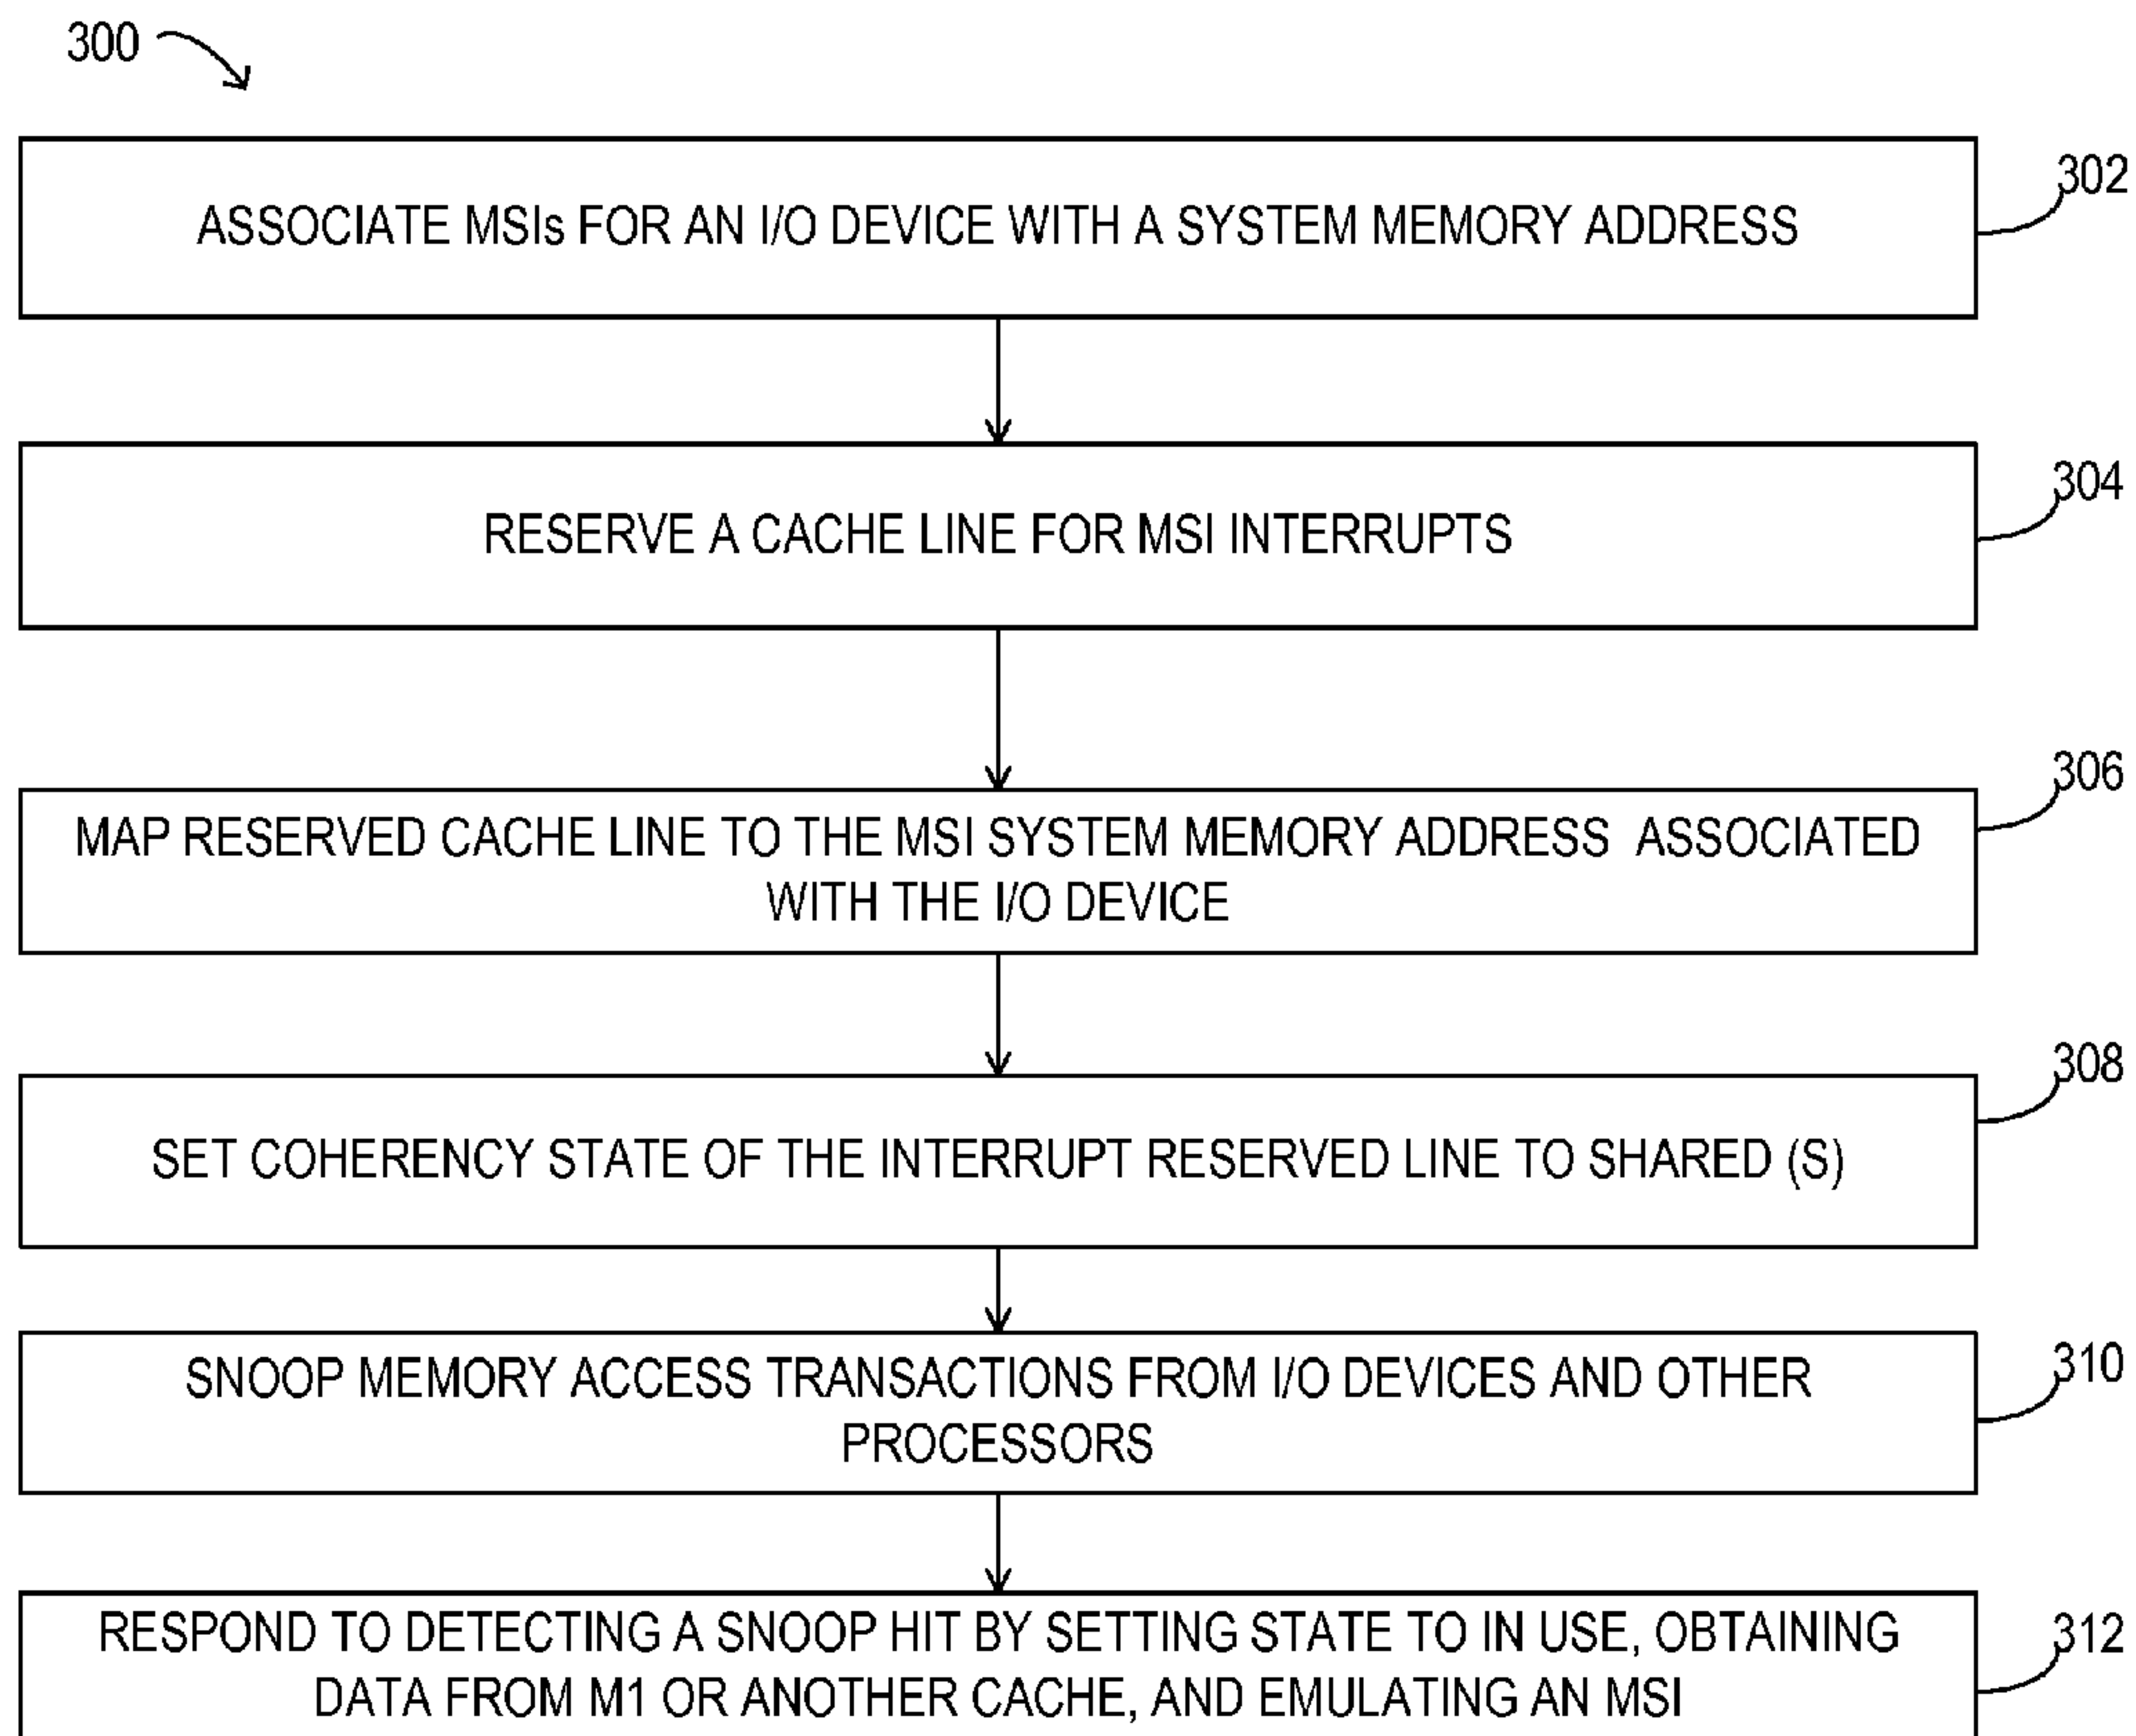 300
302
ASSOCIATE MSIs FOR AN I/O DEVICE WITH A SYSTEM MEMORY ADDRESS
304
RESERVE A CACHE LINE FOR MSI INTERRUPTS
306
MAP RESERVED CACHE LINE TO THE MSI SYSTEM MEMORY ADDRESS ASSOCIATED
WITH THE I/O DEVICE
308
SET COHERENCY STATE OF THE INTERRUPT RESERVED LINE TO SHARED (S)
310
SNOOP MEMORY ACCESS TRANSACTIONS FROM I/O DEVICES AND OTHER
PROCESSORS
312
RESPOND TO DETECTING A SNOOP HIT BY SETTING STATE TO IN USE, OBTAINING
DATA FROM M1 OR ANOTHER CACHE, AND EMULATING AN MSI